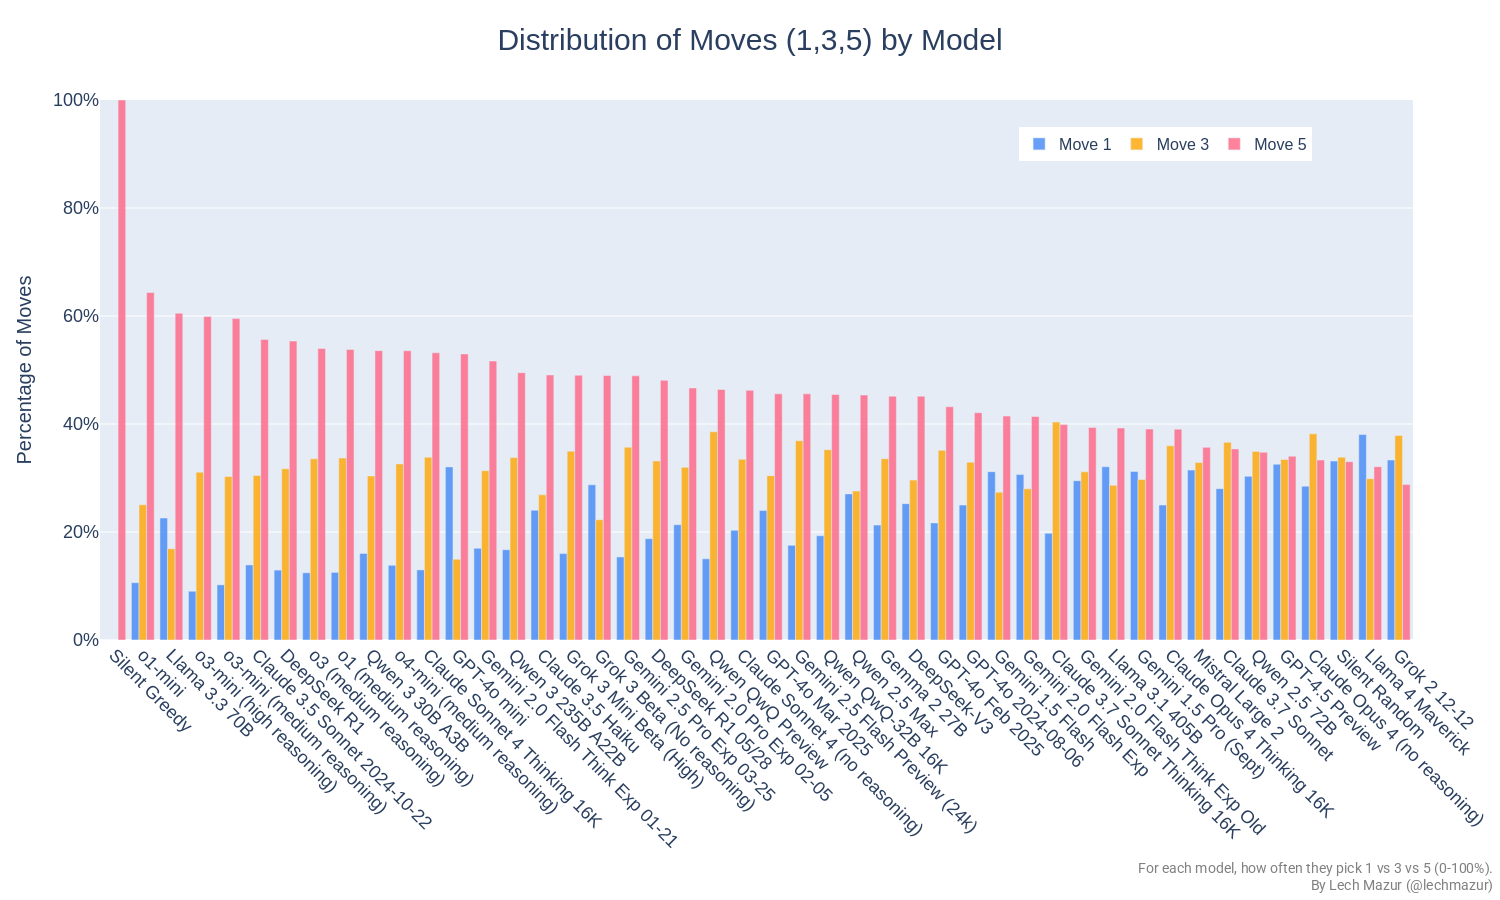 Distribution of Moves (1,3,5) by Model
100%
80%
60%
40%
20%
0%
Percentage of Moves
Move 1
Move 3
Move 5
Silent Greedy
o1-mini
Llama 3.3 70B
o3-mini (high reasoning)
o3-mini (medium reasoning)
Claude 3.5 Sonnet 2024-10-22
DeepSeek R1
o3 (medium reasoning)
o1 (medium reasoning)
Qwen 3 30B A3B
o4-mini (medium reasoning)
Claude Sonnet 4 Thinking 16K
GPT-4o mini
Gemini 2.0 Flash Think Exp 01-21
Qwen 3 235B A22B
Claude 3.5 Haiku
Grok 3 Mini Beta (High)
Grok 3 Beta (No reasoning)
Gemini 2.5 Pro Exp 03-25
DeepSeek R1 05/28
Gemini 2.0 Pro Exp 02-05
Qwen QwQ Preview
Claude Sonnet 4 (no reasoning)
GPT-4o Mar 2025
Gemini 2.5 Flash Preview (24k)
Qwen QwQ-32B 16K
Qwen 2.5 Max
Gemma 2 27B
DeepSeek-V3
GPT-4o Feb 2025
GPT-4o 2024-08-06
Gemini 1.5 Flash
Gemini 2.0 Flash Exp
Claude 3.7 Sonnet Thinking 16K
Gemini 2.0 Flash Think Exp Old
Llama 3.1 405B
Gemini 1.5 Pro (Sept)
Claude Opus 4 Thinking 16K
Mistral Large 2
Claude 3.7 Sonnet
Qwen 2.5 72B
GPT-4.5 Preview
Claude Opus 4 (no reasoning)
Silent Random
Llama 4 Maverick
Grok 2 12-12
For each model, how often they pick 1 vs 3 vs 5 (0-100%).
By Lech Mazur (@lechmazur)